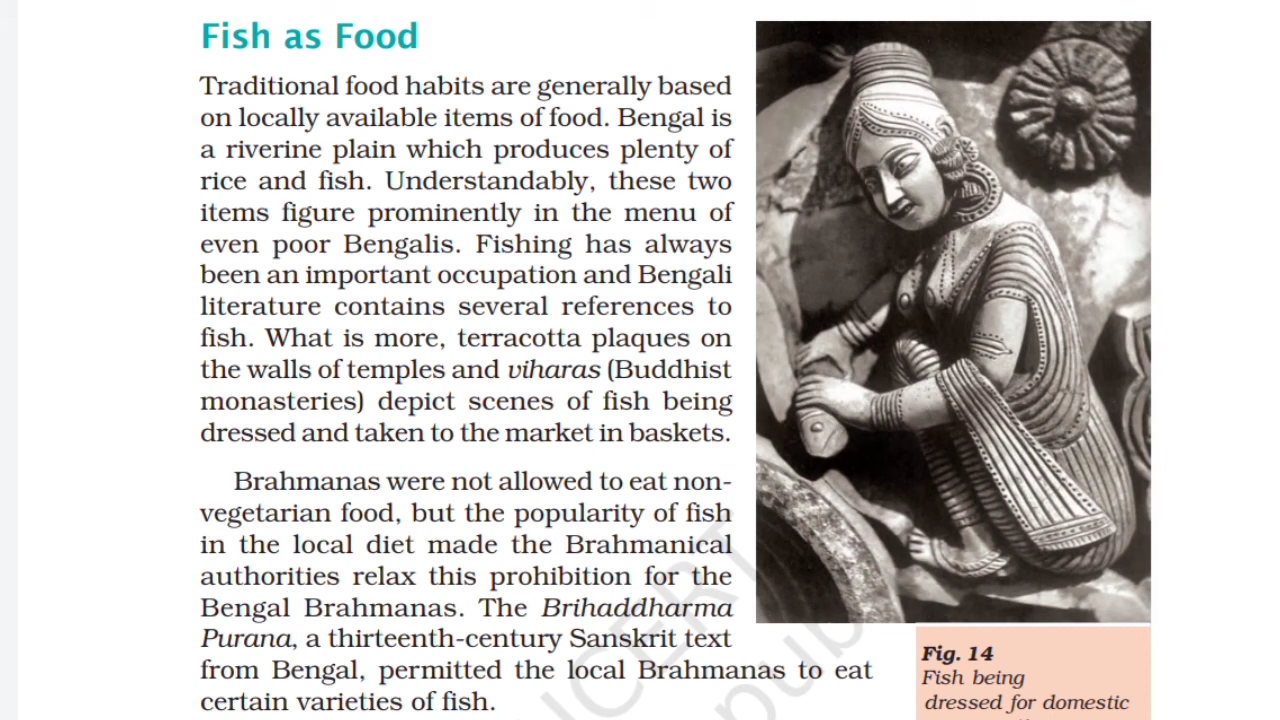 Fish as Food
Traditional food habits are generally based
on locally available items of food. Bengal is
a riverine plain which produces plenty of
rice and fish. Understandably, these two
items figure prominently in the menu of
even poor Bengalis. Fishing has always
been an important occupation and Bengali
literature contains several references to
fish. What is more, terracotta plaques on
the walls of temples and viharas (Buddhist
monasteries) depict scenes of fish being
dressed and taken to the market in baskets.
Brahmanas were not allowed to eat non-
vegetarian food, but the popularity of fish
in the local diet made the Brahmanical
authorities relax this prohibition for the
Bengal Brahmanas. The Brihaddharma
Purana, a thirteenth-century Sanskrit text
from Bengal, permitted the local Brahmanas to eat
certain varieties of fish.
Fig. 14
Fish being
dressed for domestic
NCERT